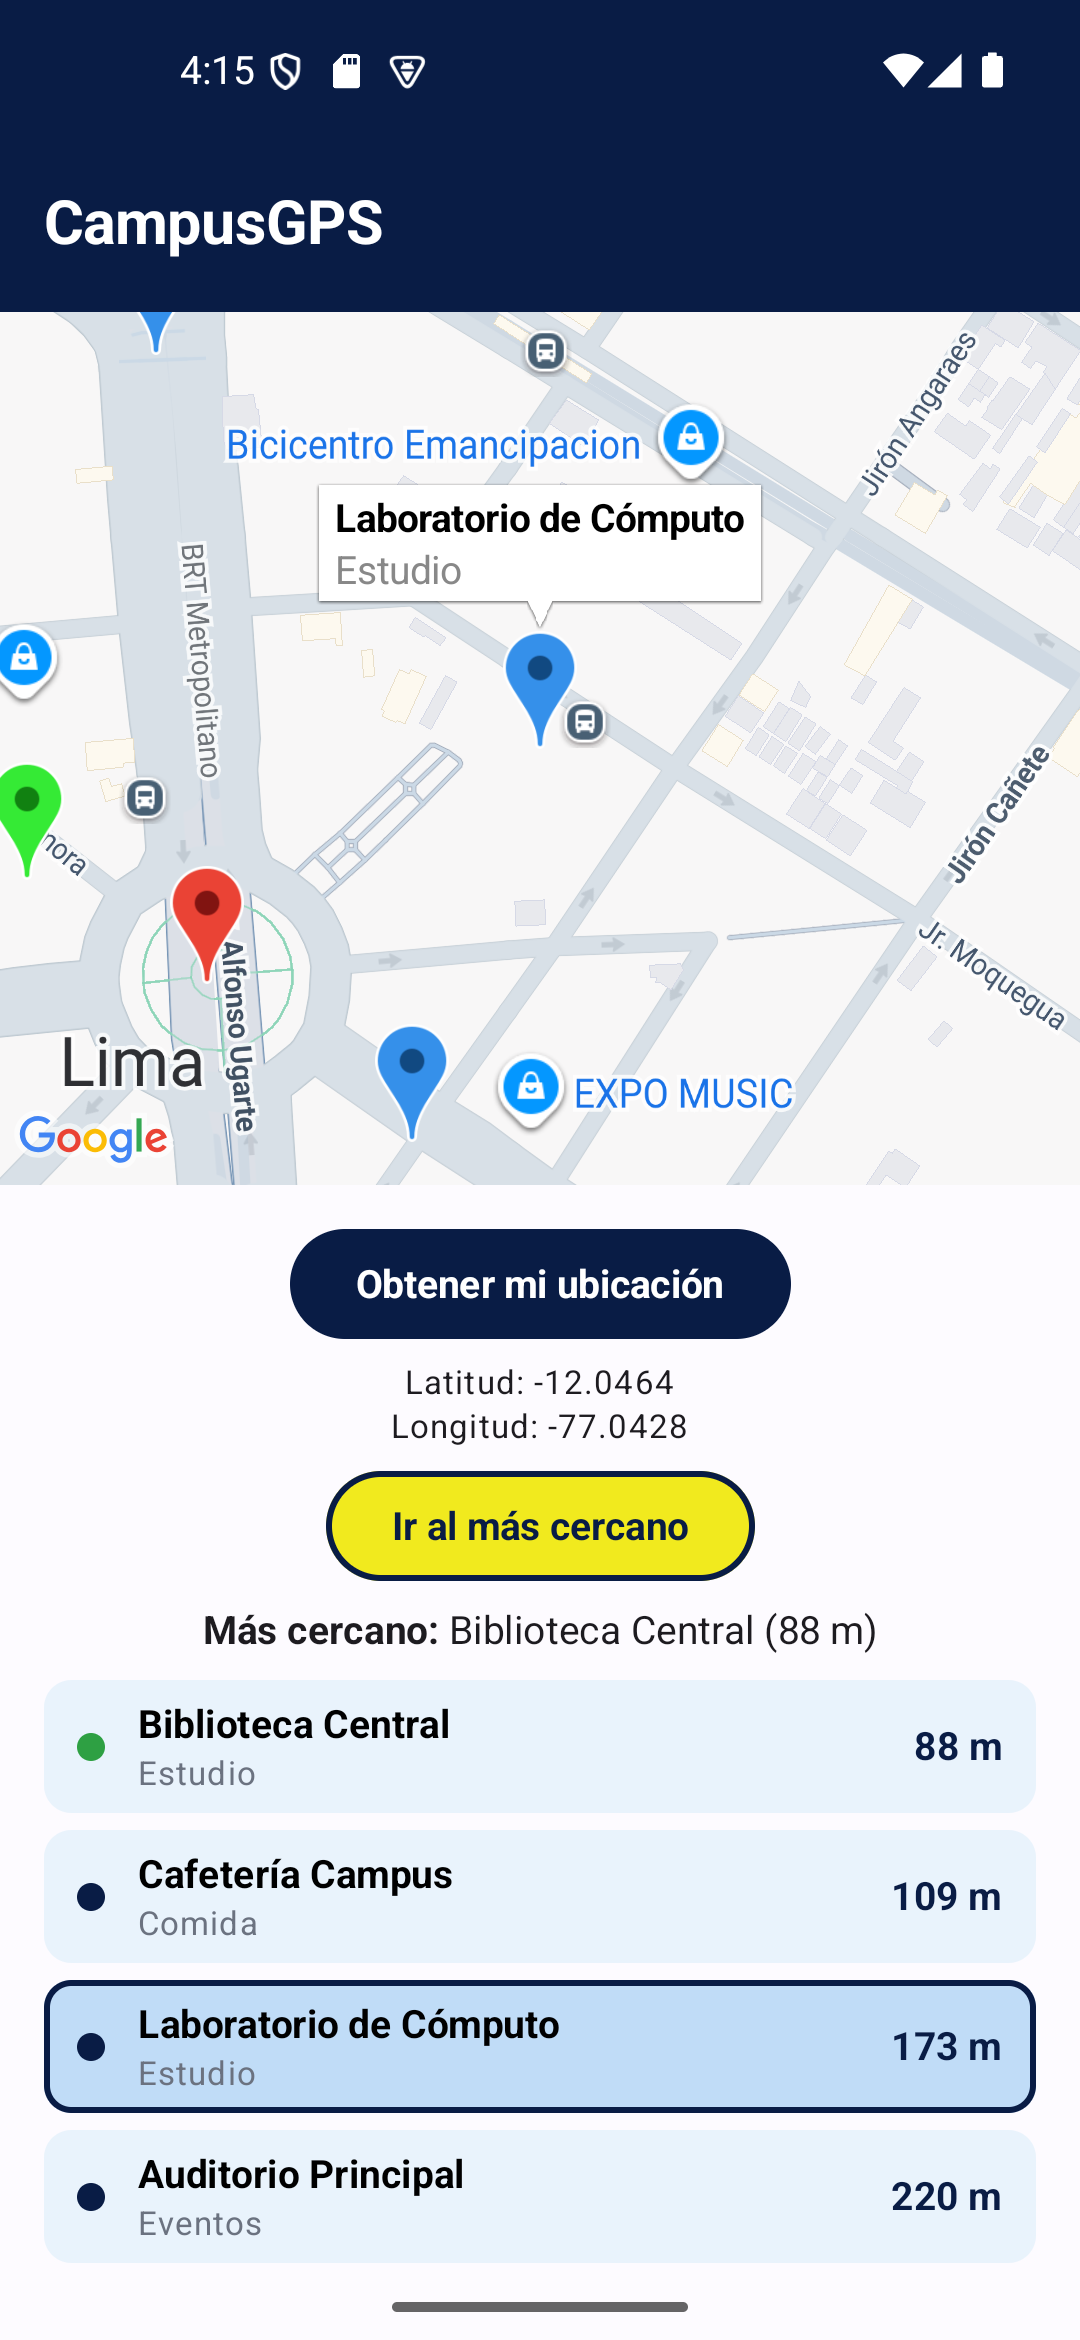 4:15
CampusGPS
Jirón Angaraes
Bicicentro Emancipacion
Laboratorio de Cómputo
Estudio
BRT Metropolitano
Jirón Cañete
nora
Jr. Moquegua
Alfonso Ugarte
Lima
EXPO MUSIC
Google
Obtener mi ubicación
Latitud: -12.0464
Longitud: -77.0428
Ir al más cercano
Más cercano: Biblioteca Central (88 m)
Biblioteca Central
88 m
Estudio
Cafetería Campus
109 m
Comida
Laboratorio de Cómputo
173 m
Estudio
Auditorio Principal
220 m
Eventos